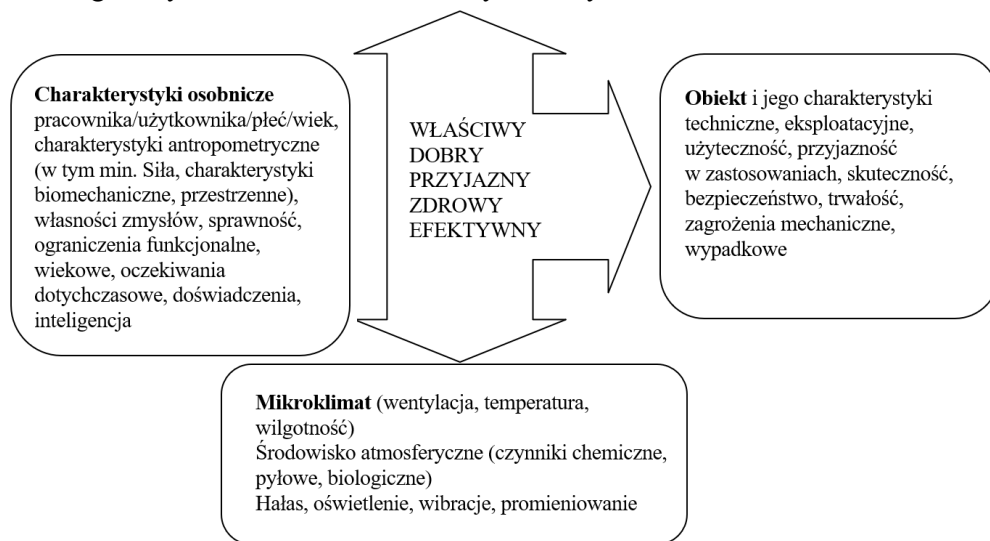 Charakterystyki osobnicze
pracownika/użytkownika/płeć/wiek,
charakterystyki antropometryczne
(w tym min. Siła, charakterystyki
biomechaniczne, przestrzenne),
własności zmysłów, sprawność,
ograniczenia funkcjonalne,
wiekowe, oczekiwania
dotychczasowe, doświadczenia,
inteligencja
WŁAŚCIWY
DOBRY
PRZYJAZNY
ZDROWY
EFEKTYWNY
Obiekt i jego charakterystyki
techniczne, eksploatacyjne,
użyteczność, przyjazność
w zastosowaniach, skuteczność,
bezpieczeństwo, trwałość,
zagrożenia mechaniczne,
wypadkowe
Mikroklimat (wentylacja, temperatura,
wilgotność)
Środowisko atmosferyczne (czynniki chemiczne,
pyłowe, biologiczne)
Hałas, oświetlenie, wibracje, promieniowanie